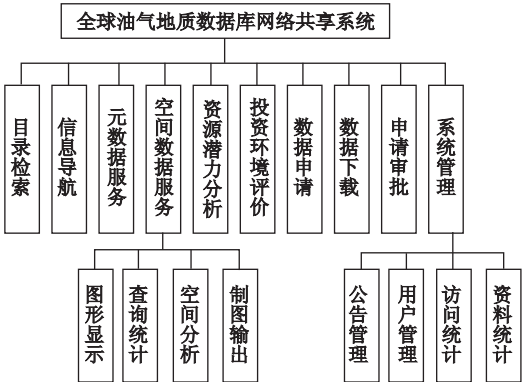 全球油气地质数据库网络共享系统
目录检索
信息导航
元数据服务
空间数据服务
资源潜力分析
投资环境评价
数据申请
数据下载
申请审批
系统管理
图形显示
查询统计
空间分析
制图输出
公告管理
用户管理
访问统计
资料统计